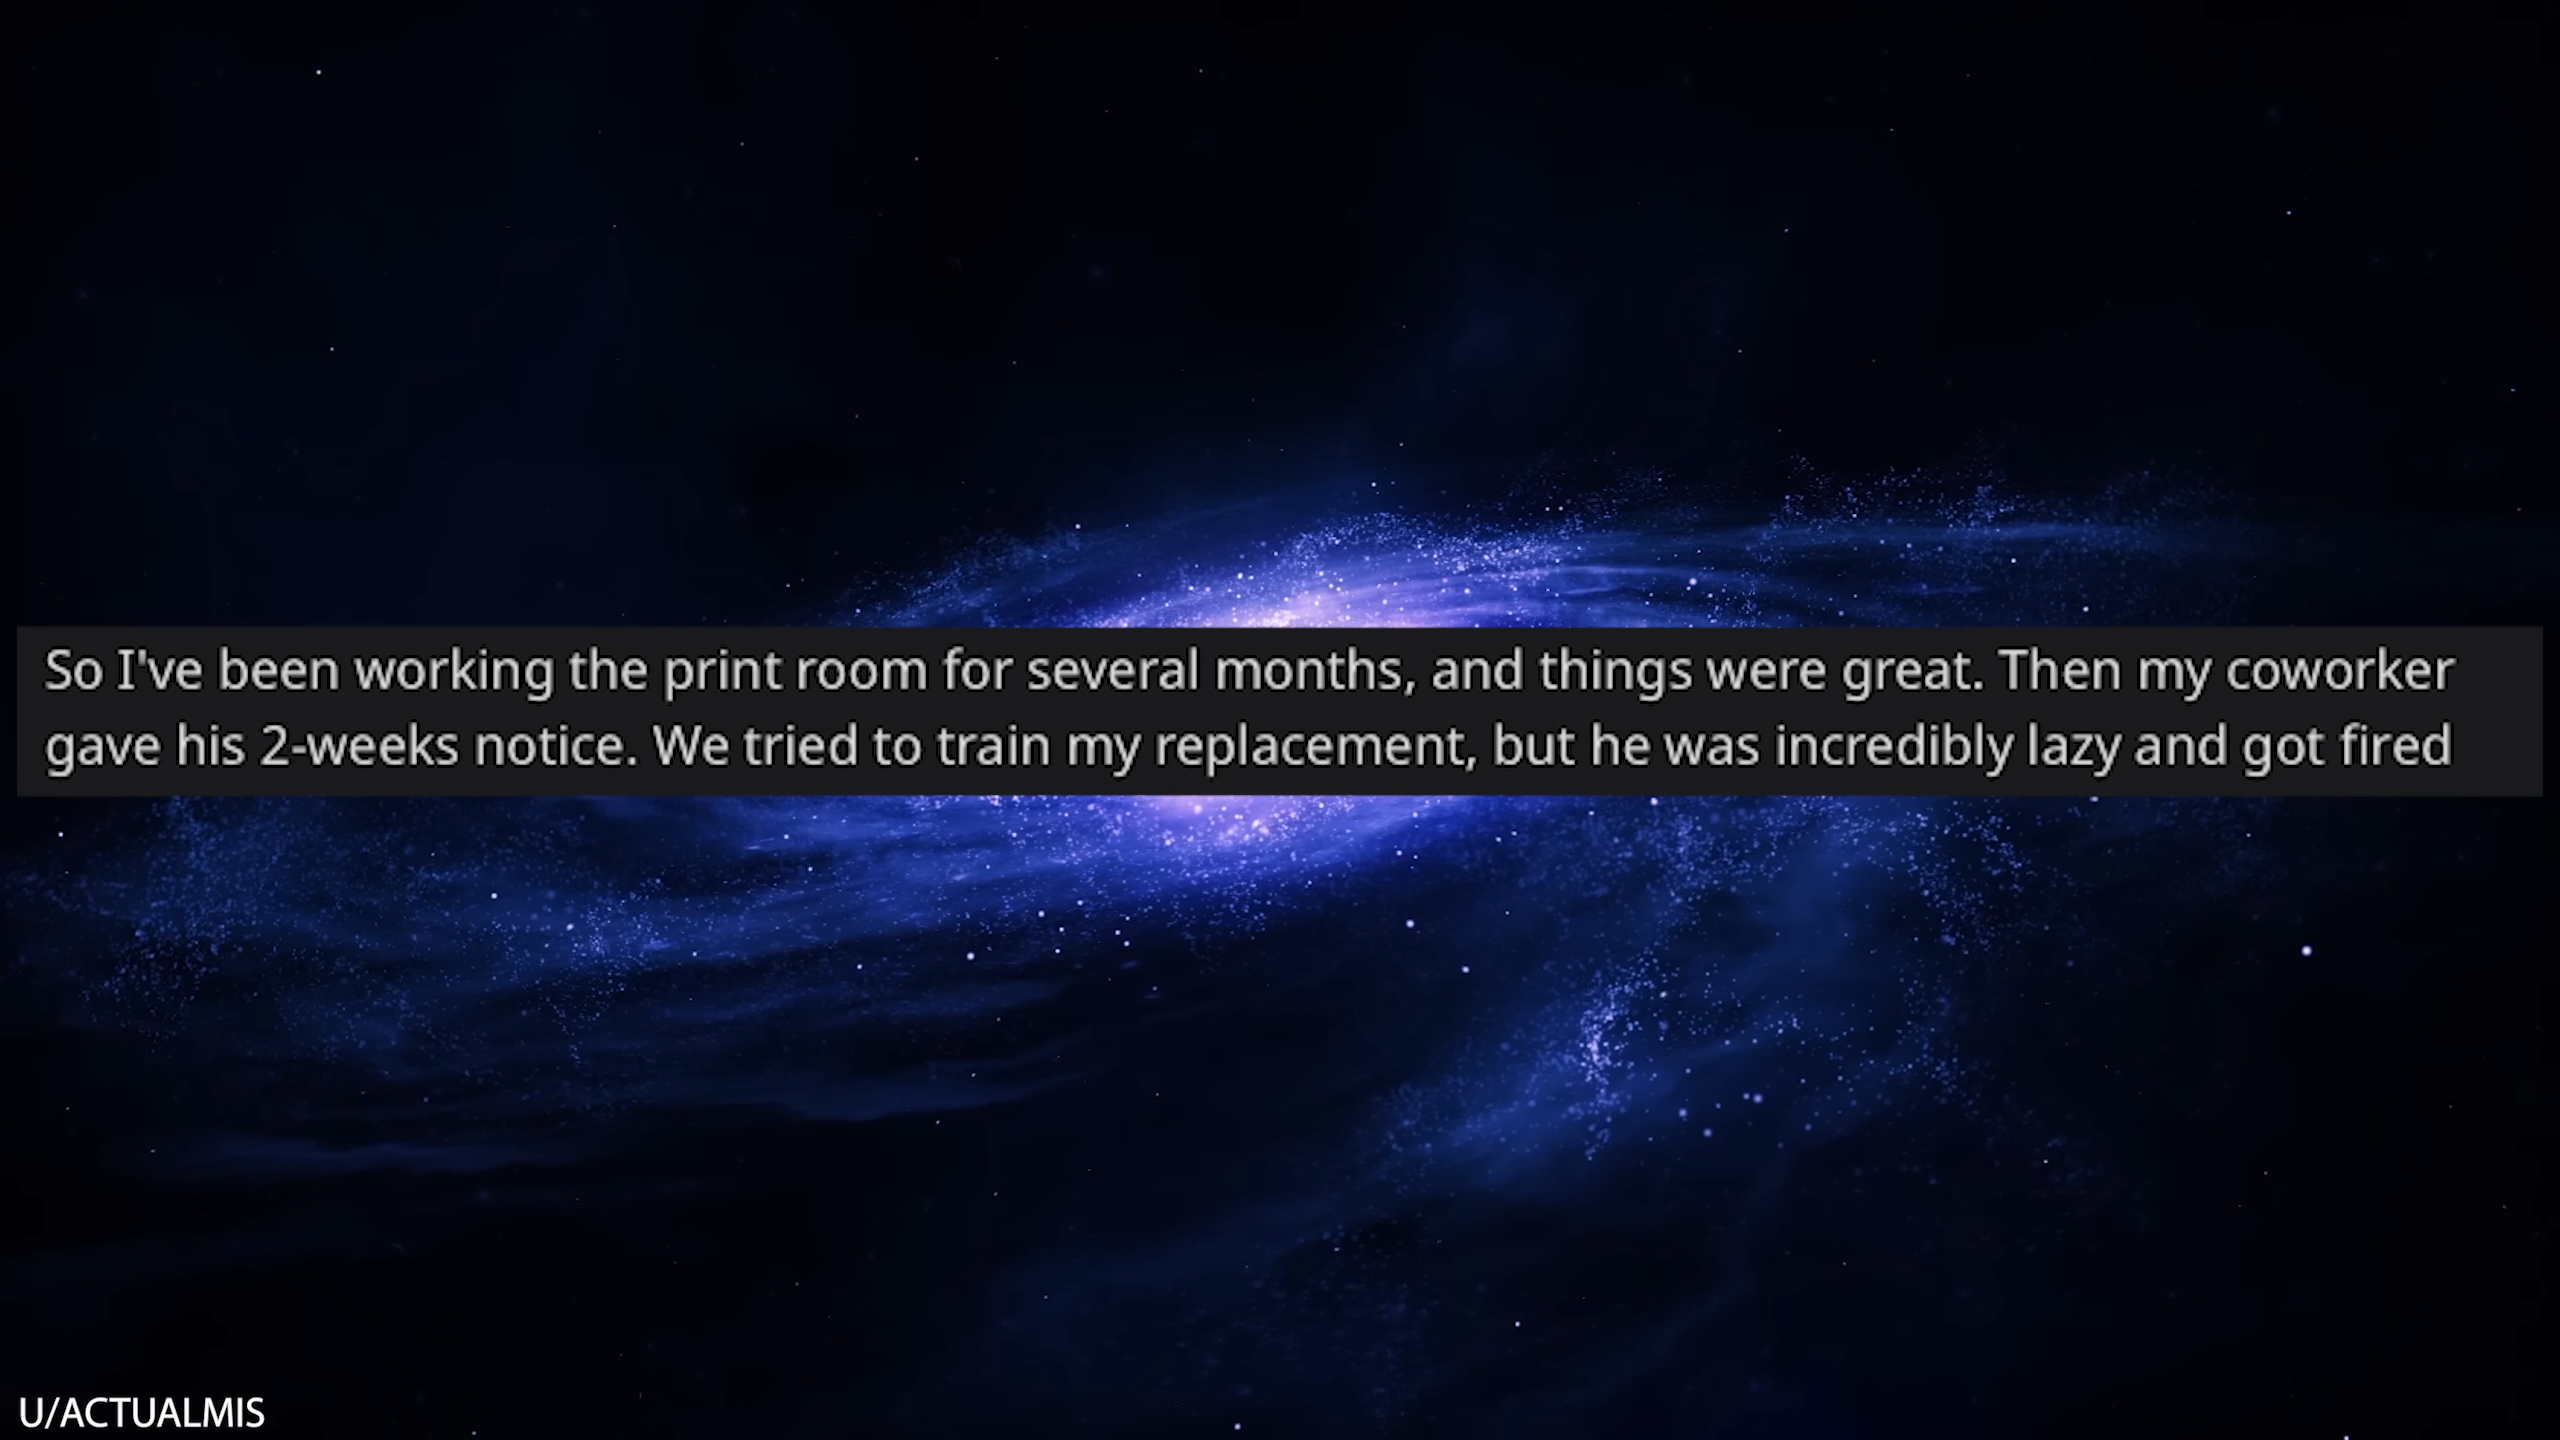 So I've been working the print room for several months, and things were great. Then my coworker
gave his 2-weeks notice. We tried to train my replacement, but he was incredibly lazy and got fired
U/ACTUALMIS